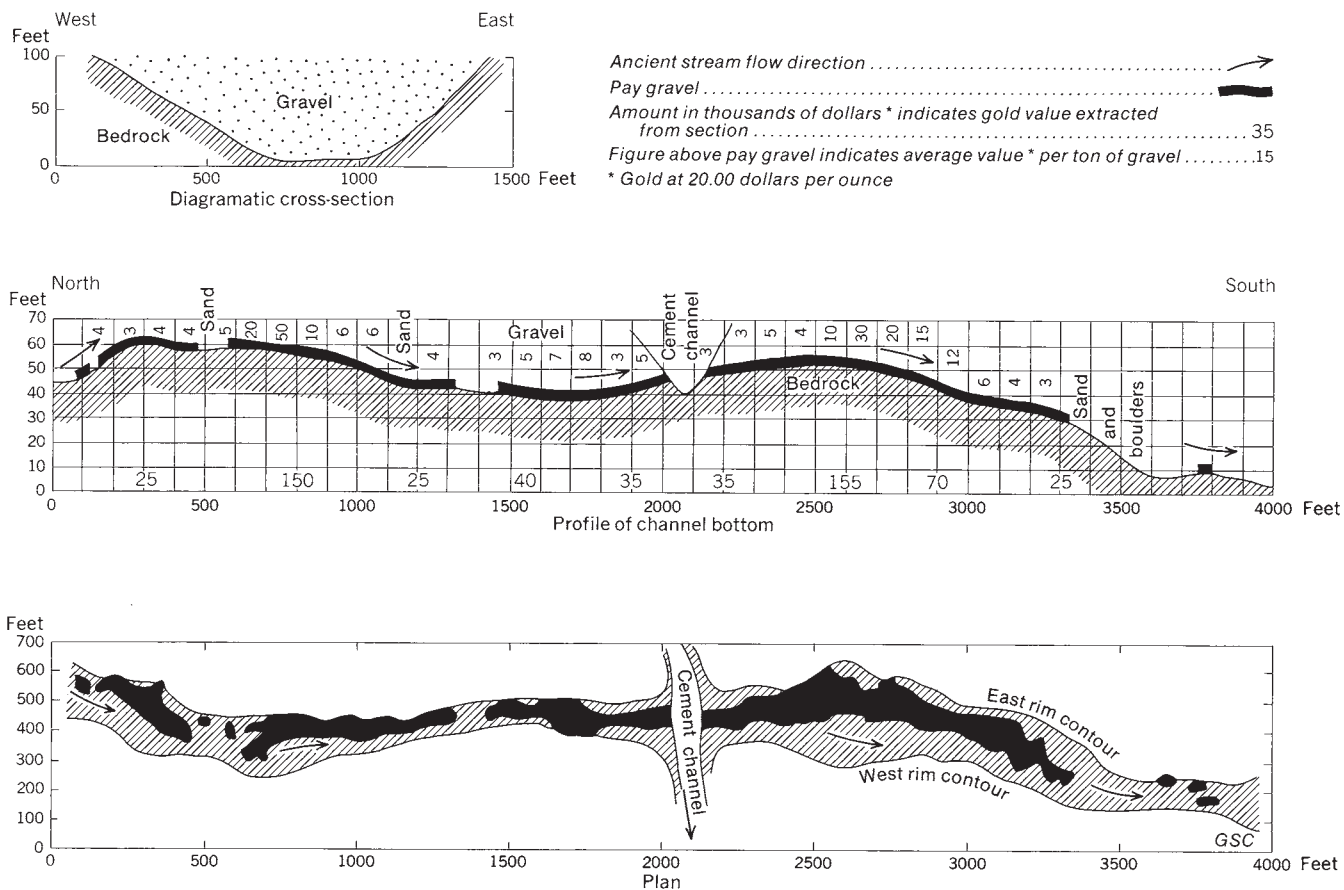 West
East
Feet
100
50
0
Gravel
Bedrock
0
500
1000
1500
Feet
Diagramatic cross-section
Ancient stream flow direction
Pay gravel
Amount in thousands of dollars * indicates gold value extracted
from section 35
Figure above pay gravel indicates average value * per ton of gravel 15
* Gold at 20.00 dollars per ounce
North
South
Feet
70
60
50
40
30
20
10
0
4
3
4
4
Sand
5
20
50
10
6
6
Sand
4
Gravel
3
5
7
8
3
5
Cement
channel
3
3
5
4
10
30
20
15
12
6
4
3
Sand
and
boulders
Bedrock
25
150
25
40
35
35
155
70
25
0
500
1000
1500
2000
2500
3000
3500
4000
Feet
Profile of channel bottom
Feet
700
600
500
400
300
200
100
0
Cement channel
East rim contour
West rim contour
GSC
0
500
1000
1500
2000
2500
3000
3500
4000
Feet
Plan